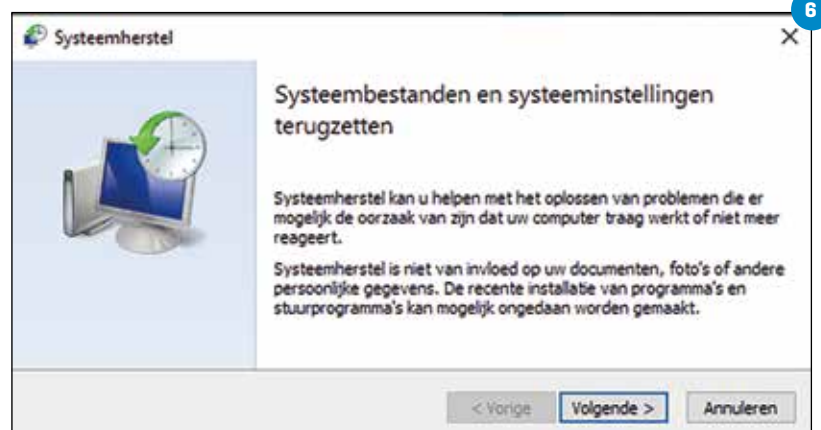 6
Systeemherstel
Systeembestanden en systeeminstellingen
terugzetten
Systeemherstel kan u helpen met het oplossen van problemen die er
mogelijk de oorzaak van zijn dat uw computer traag werkt of niet meer
reageert.
Systeemherstel is niet van invloed op uw documenten, foto's of andere
persoonlijke gegevens. De recente installatie van programma's en
stuurprogramma's kan mogelijk ongedaan worden gemaakt.
< Vorige Volgende > Annuleren